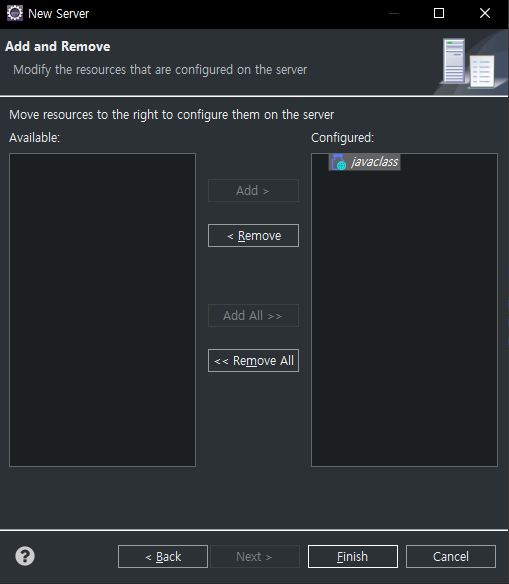 New Server
Add and Remove
Modify the resources that are configured on the server
Move resources to the right to configure them on the server
Available:
Configured:
javaclass
Add >
< Remove
Add All >>
<< Remove All
?
< Back
Next >
Finish
Cancel